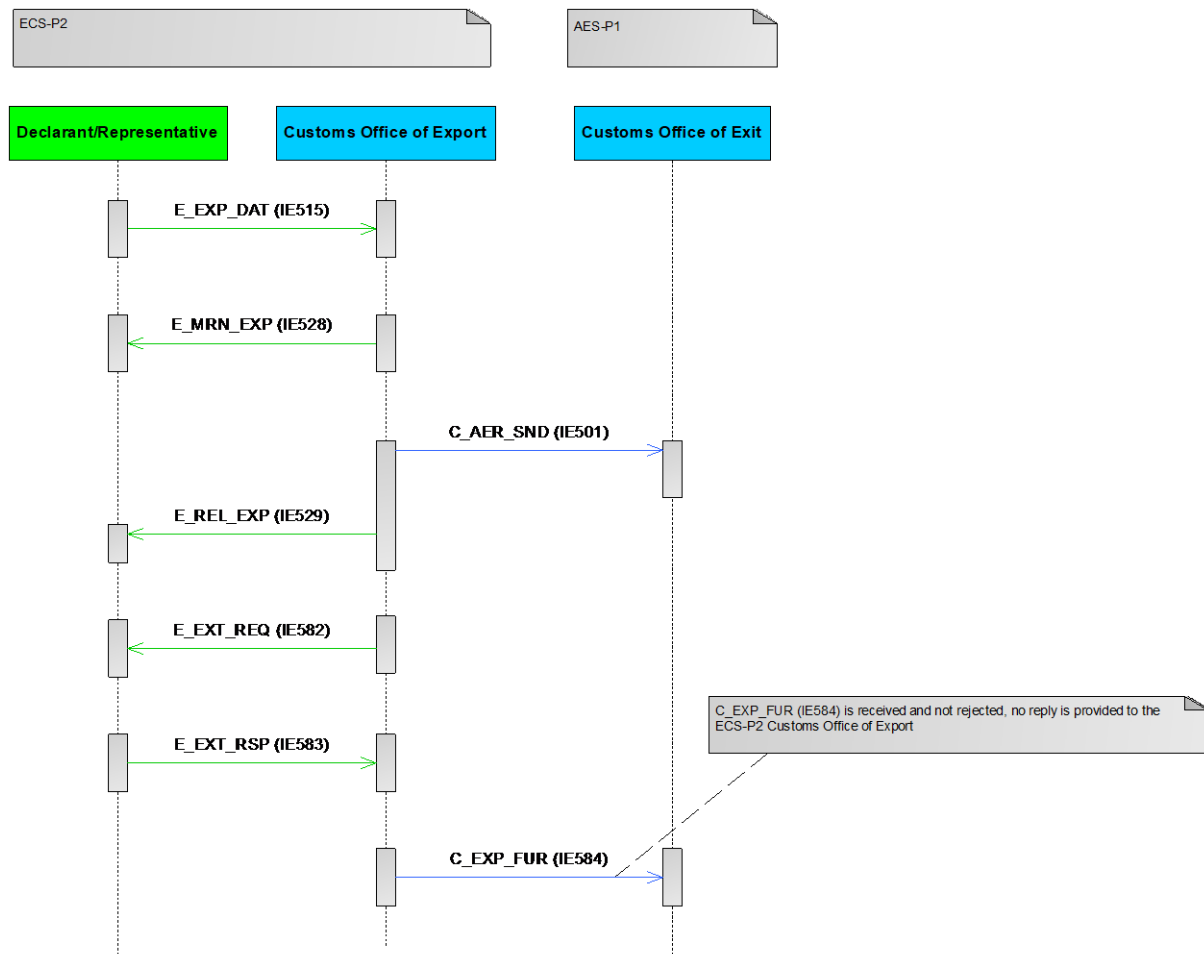 ECS-P2
AES-P1
Declarant/Representative
Customs Office of Export
Customs Office of Exit
E_EXP_DAT (IE515)
E_MRN_EXP (IE528)
C_AER_SND (IE501)
E_REL_EXP (IE529)
E_EXT_REQ (IE582)
C_EXP_FUR (IE584) is received and not rejected, no reply is provided to the
ECS-P2 Customs Office of Export
E_EXT_RSP (IE583)
C_EXP_FUR (IE584)